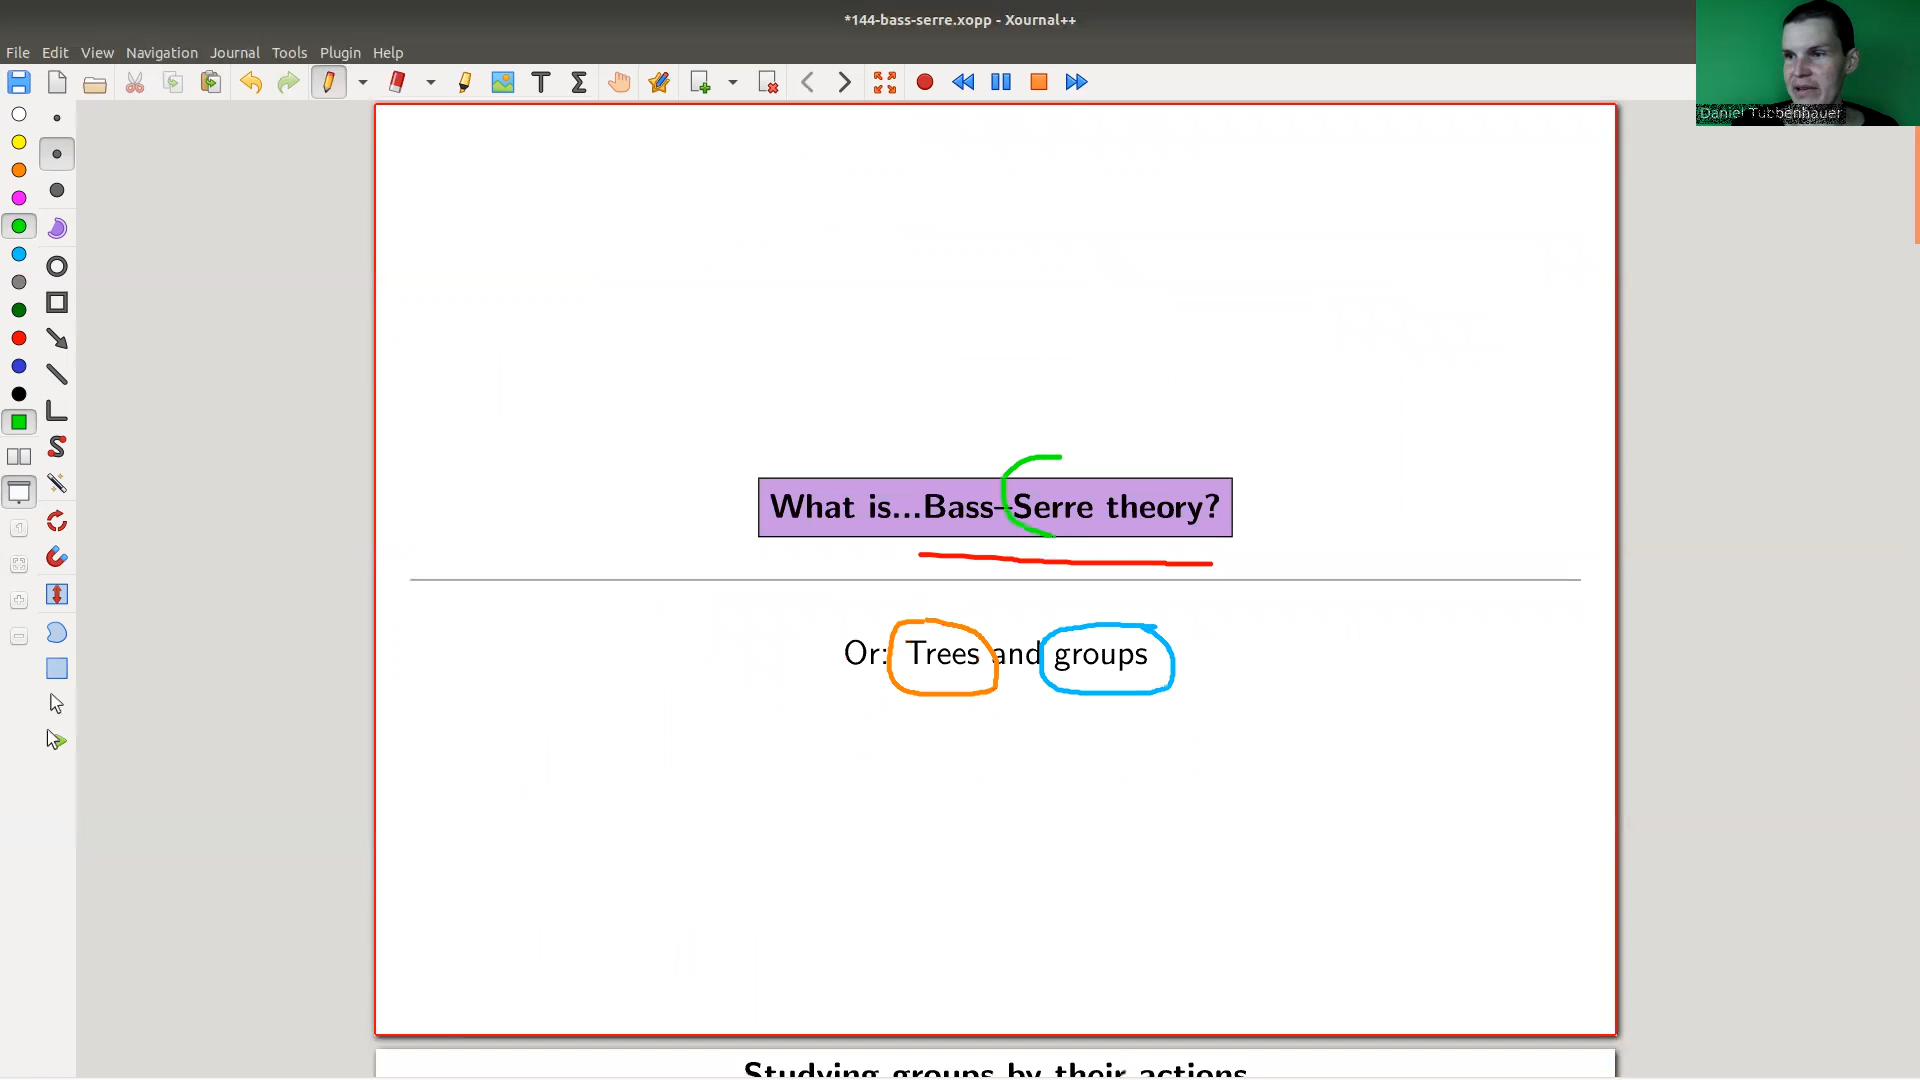 *144-bass-serre.xopp - Xournal++
File Edit View Navigation Journal Tools Plugin Help
Daniel Tubbenhauer
What is...Bass–Serre theory?
Or: Trees and groups
Studying groups by their actions